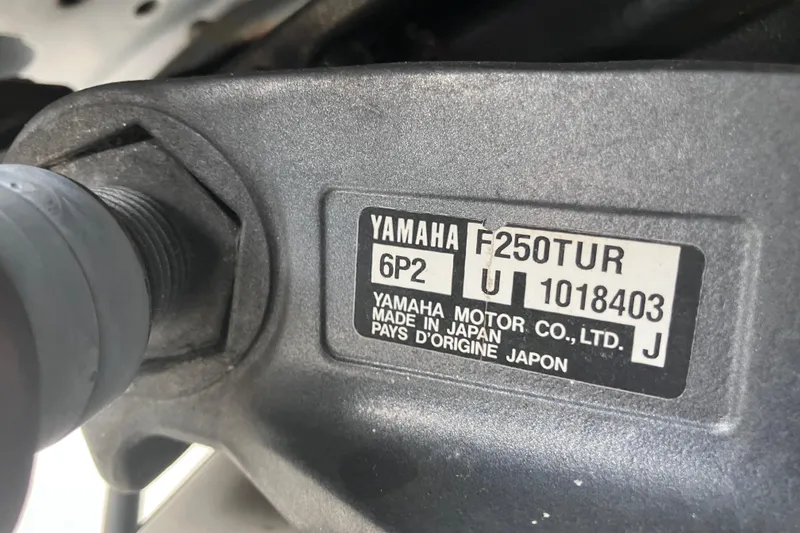 YAMAHA F250TUR
6P2 U 1018403
YAMAHA MOTOR CO.,LTD. J
MADE IN JAPAN
PAYS D'ORIGINE JAPON